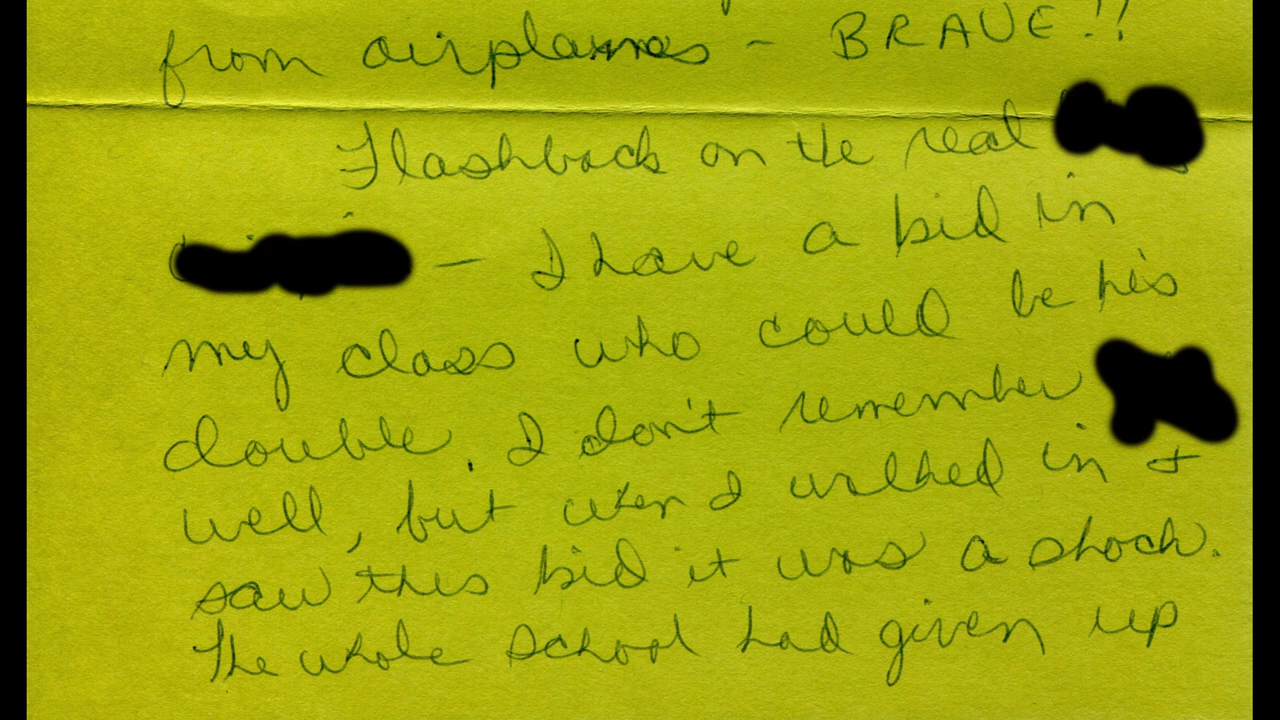 from airplanes - BRAVE!!
Flashback on the real
- I have a kid in
my class who could be his
double. I don't remember
well, but when I walked in +
saw this kid it was a shock.
The whole school had given up